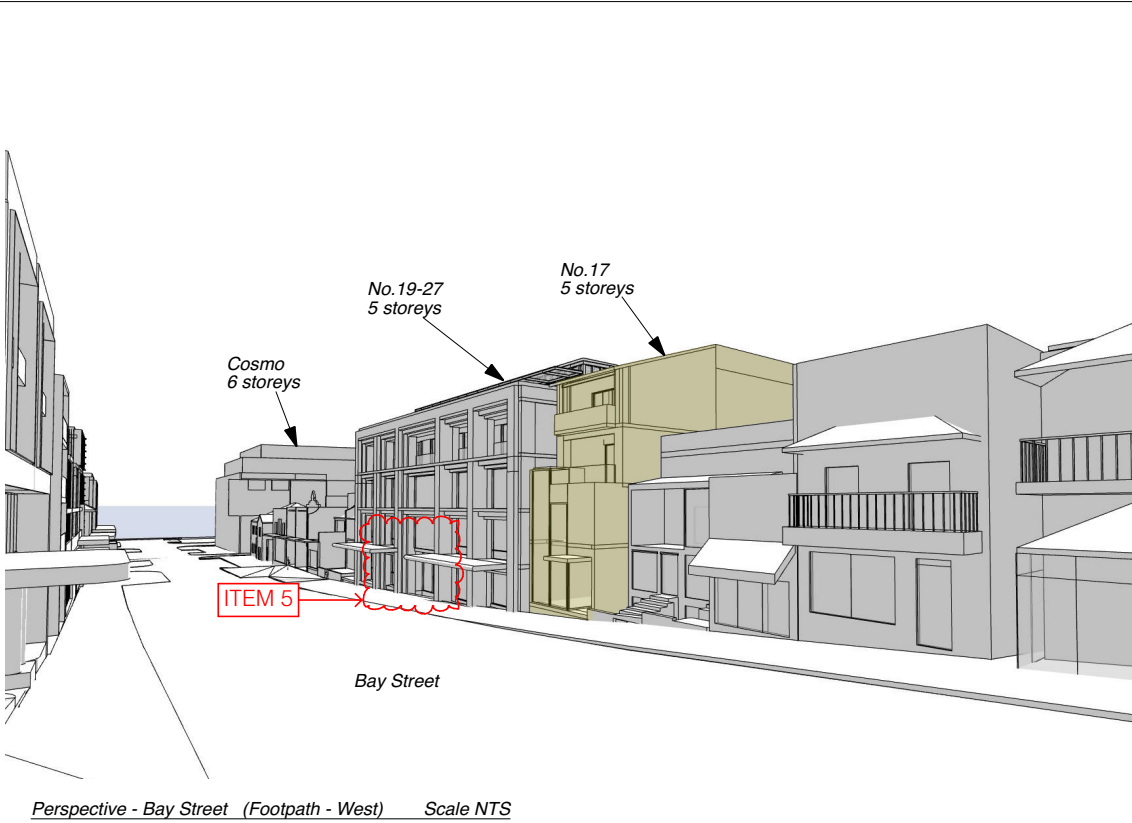 No.17
5 storeys
No.19-27
5 storeys
Cosmo
6 storeys
ITEM 5
Bay Street
Perspective - Bay Street (Footpath - West) Scale NTS